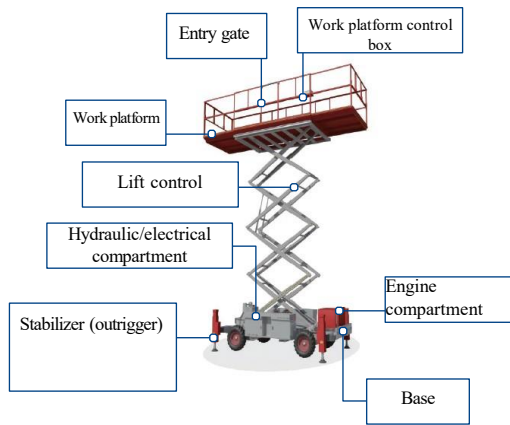 Entry gate
Work platform control
box
Work platform
Lift control
Hydraulic/electrical
compartment
Engine
compartment
Stabilizer (outrigger)
Base